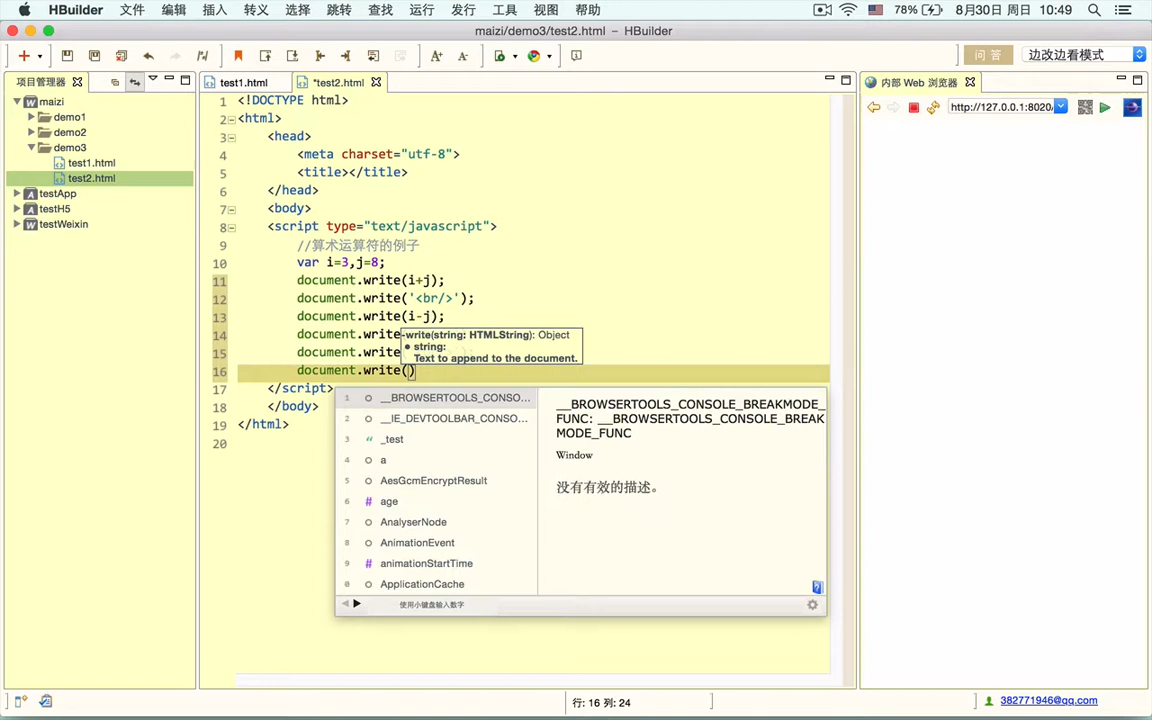 HBuilder 文件 编辑 插入 转义 选择 跳转 查找 运行 发行 工具 视图 帮助 78% 8月30日 周日 10:49
maizi/demo3/test2.html – HBuilder
问 答 边改边看模式
项目管理器
test1.html *test2.html
内部 Web 浏览器
http://127.0.0.1:8020/
maizi
demo1
demo2
demo3
test1.html
test2.html
testApp
testH5
testWeixin
1 <!DOCTYPE html>
2 <html>
3 <head>
4 <meta charset="utf-8">
5 <title></title>
6 </head>
7 <body>
8 <script type="text/javascript">
9 //算术运算符的例子
10 var i=3,j=8;
11 document.write(i+j);
12 document.write('<br/>');
13 document.write(i-j);
14 document.write
15 document.write
16 document.write()
17 </script>
18 </body>
19 </html>
20
write(string: HTMLString): Object
string:
Text to append to the document.
1 __BROWSERTOOLS_CONSO...
2 __IE_DEVTOOLBAR_CONSO...
3 _test
4 a
5 AesGcmEncryptResult
6 # age
7 AnalyserNode
8 AnimationEvent
9 # animationStartTime
0 ApplicationCache
使用小键盘输入数字
__BROWSERTOOLS_CONSOLE_BREAKMODE_
FUNC: __BROWSERTOOLS_CONSOLE_BREAK
MODE_FUNC
Window
没有有效的描述。
行: 16 列: 24
382771946@qq.com